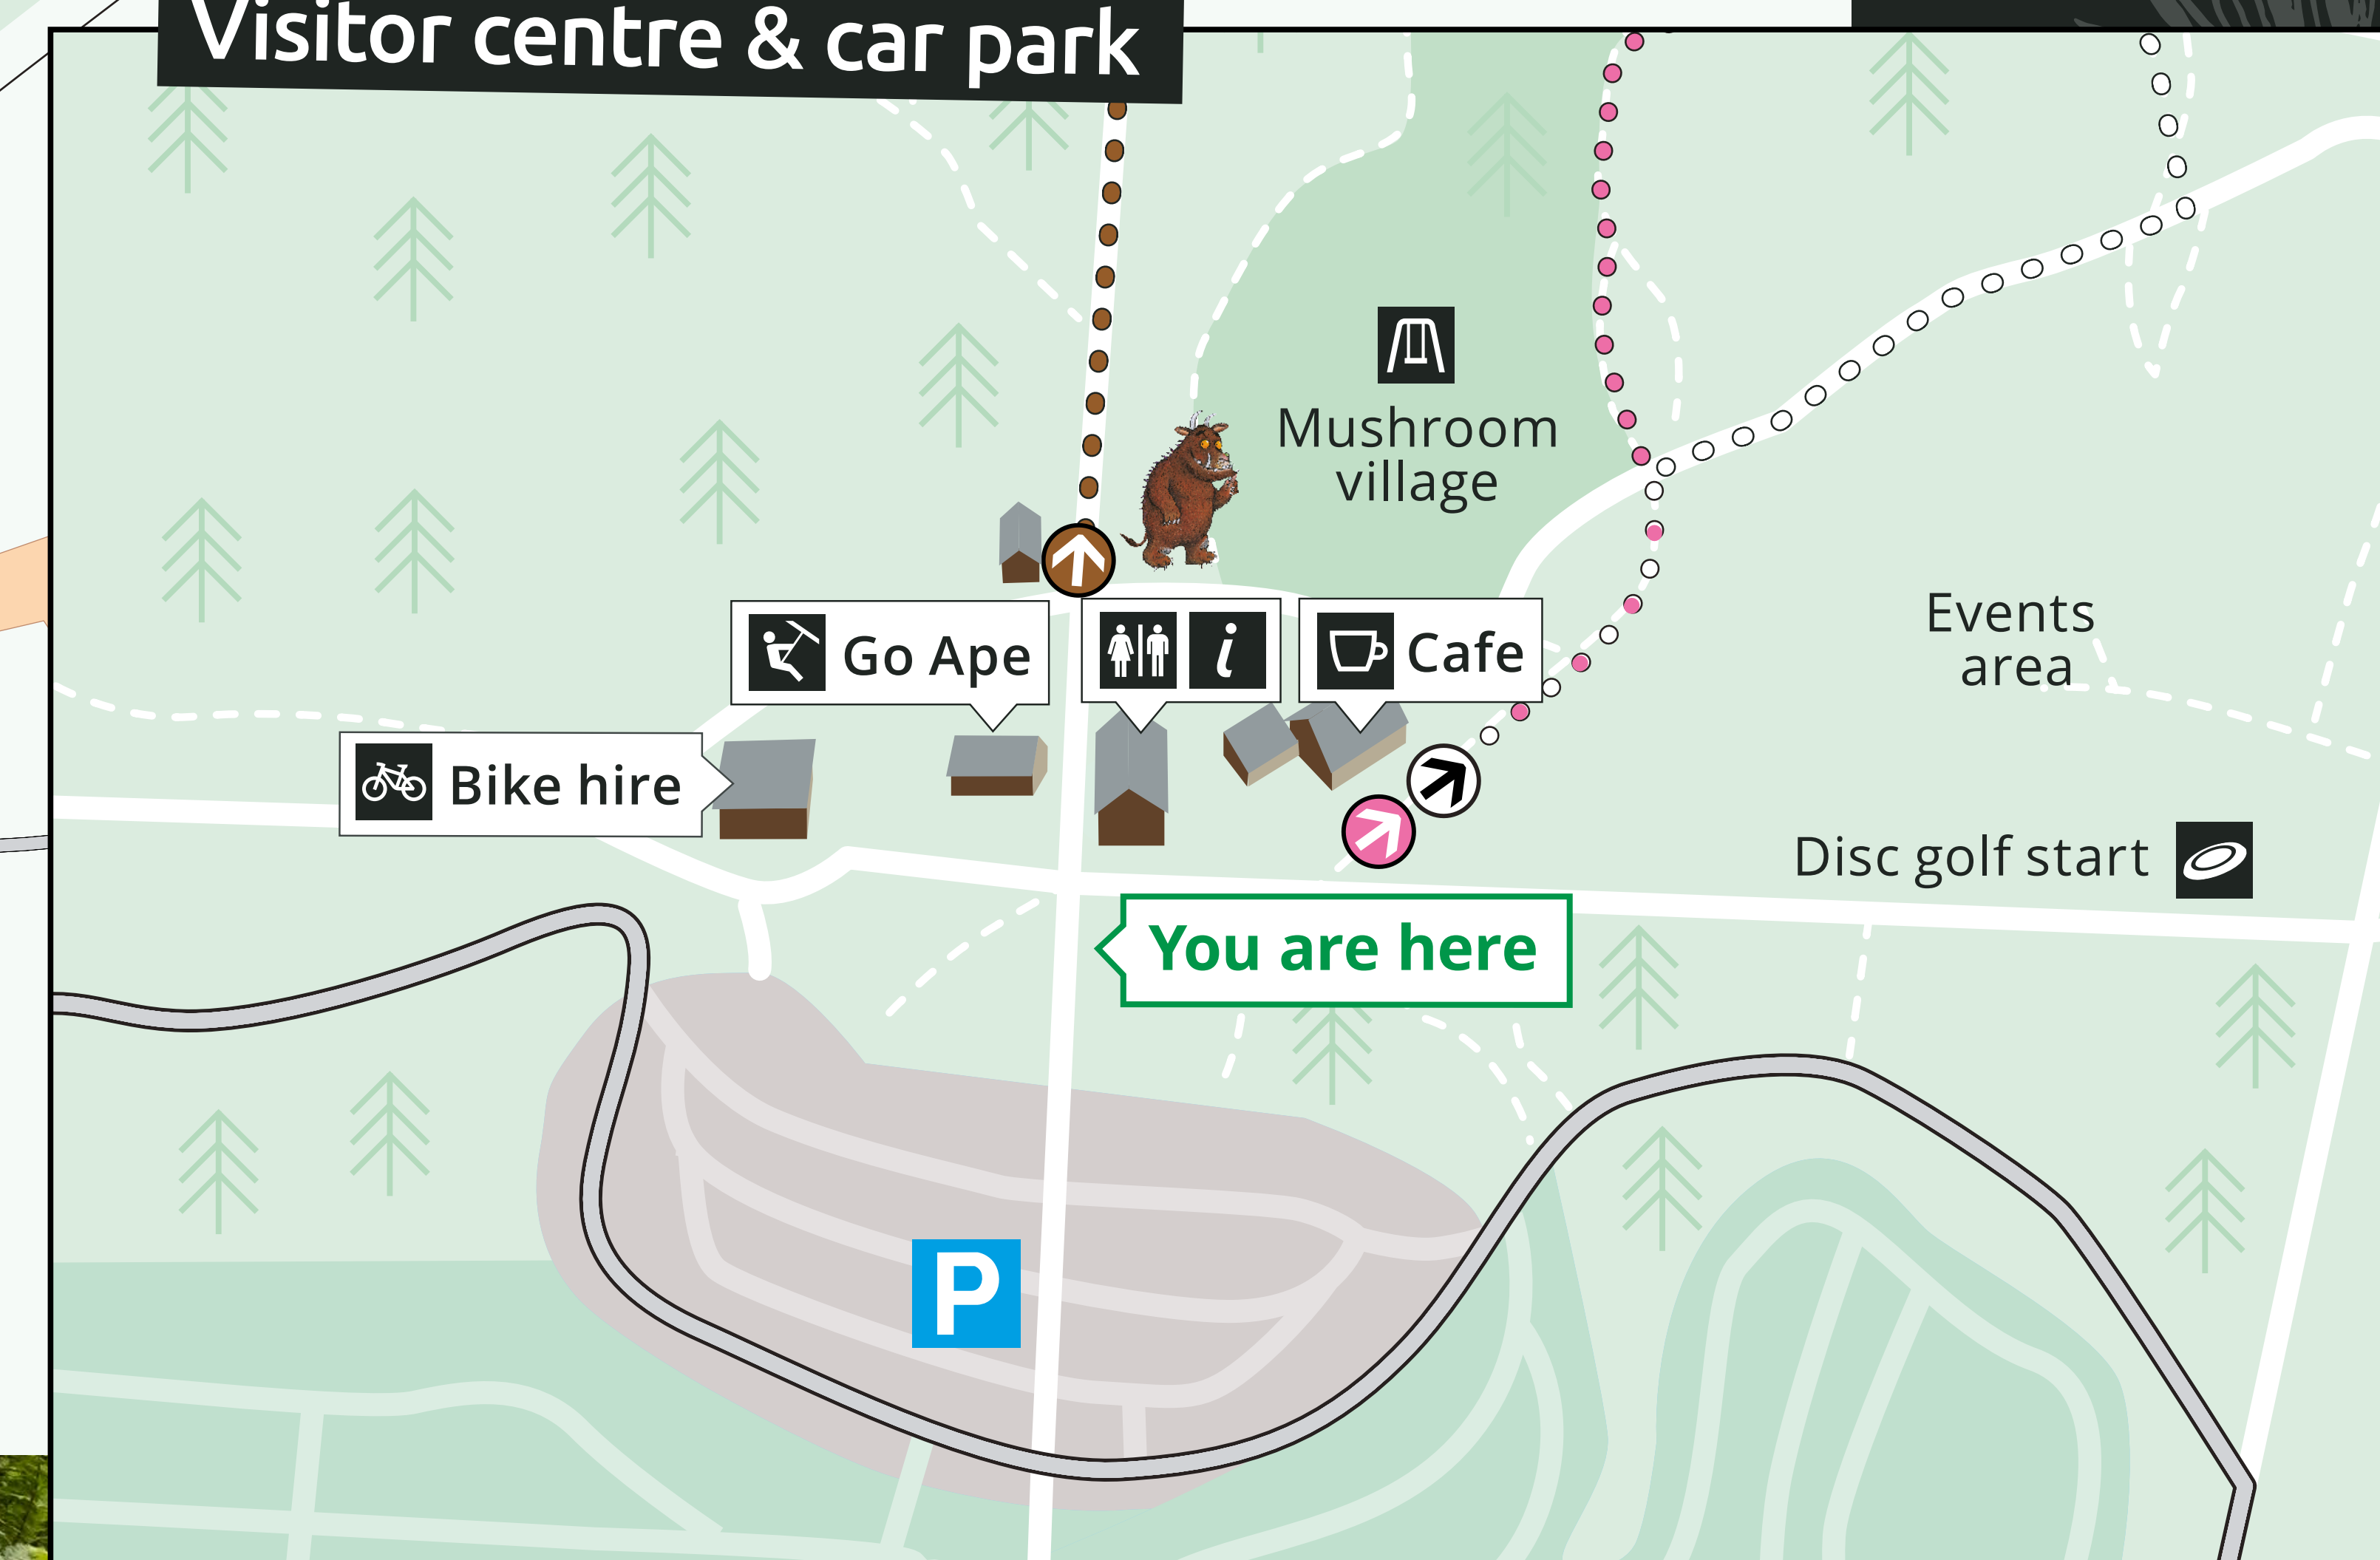 Visitor centre & car park
Mushroom
village
Go Ape
i
Cafe
Events
area
Bike hire
Disc golf start
You are here
P